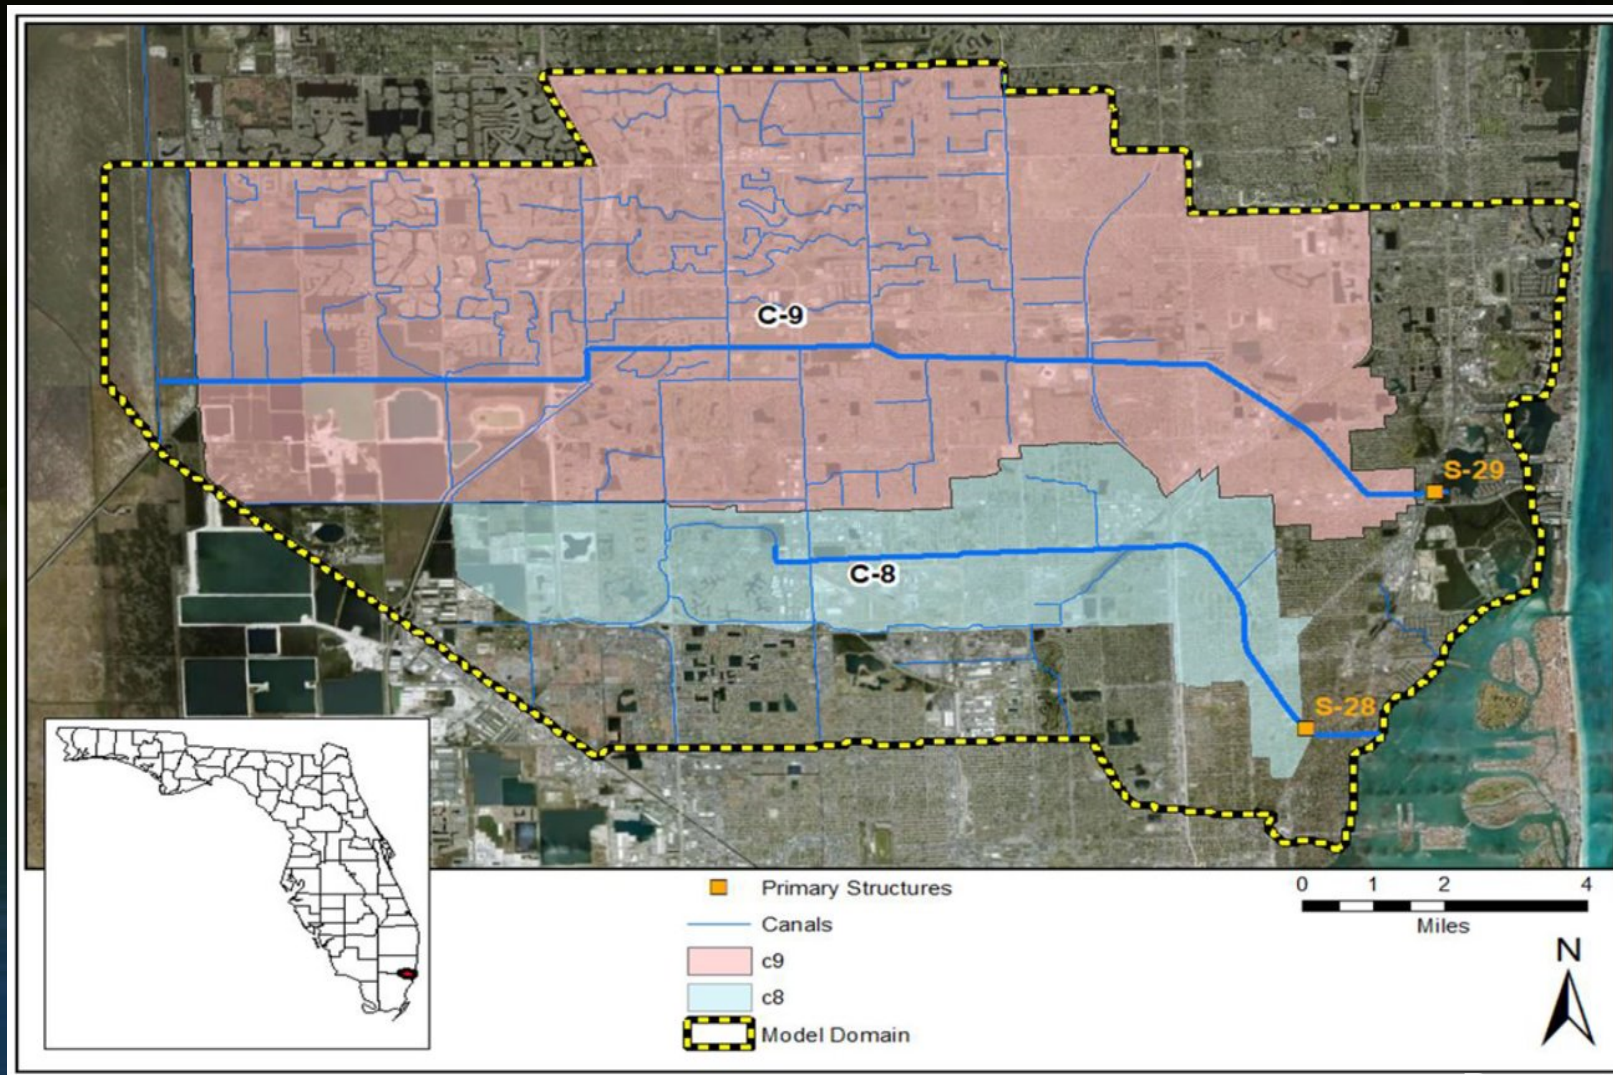 C-9
S-29
C-8
S-28
Primary Structures
Canals
c9
c8
Model Domain
0 1 2 4
Miles
N